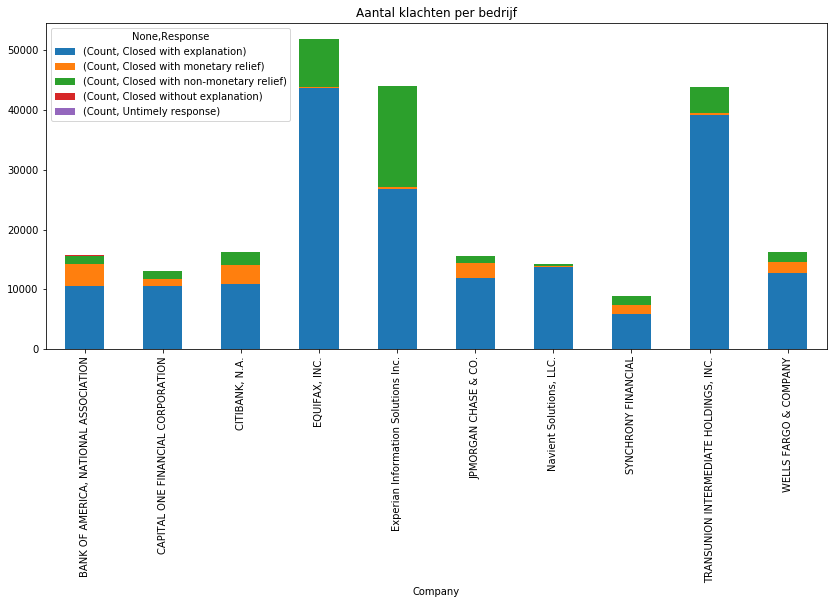 Aantal klachten per bedrijf
None,Response
(Count, Closed with explanation)
(Count, Closed with monetary relief)
(Count, Closed with non-monetary relief)
(Count, Closed without explanation)
(Count, Untimely response)
50000
40000
30000
20000
10000
0
BANK OF AMERICA, NATIONAL ASSOCIATION
CAPITAL ONE FINANCIAL CORPORATION
CITIBANK, N.A.
EQUIFAX, INC.
Experian Information Solutions Inc.
JPMORGAN CHASE & CO.
Navient Solutions, LLC.
SYNCHRONY FINANCIAL
TRANSUNION INTERMEDIATE HOLDINGS, INC.
WELLS FARGO & COMPANY
Company